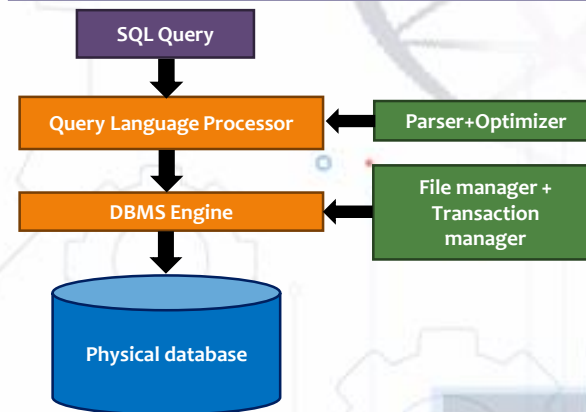 SQL Query
Query Language Processor
Parser+Optimizer
DBMS Engine
File manager +
Transaction
manager
Physical database